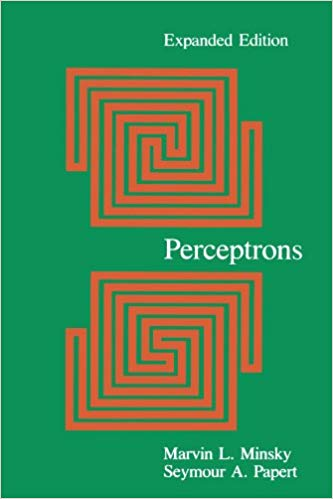 Expanded Edition
Perceptrons
Marvin L. Minsky
Seymour A. Papert